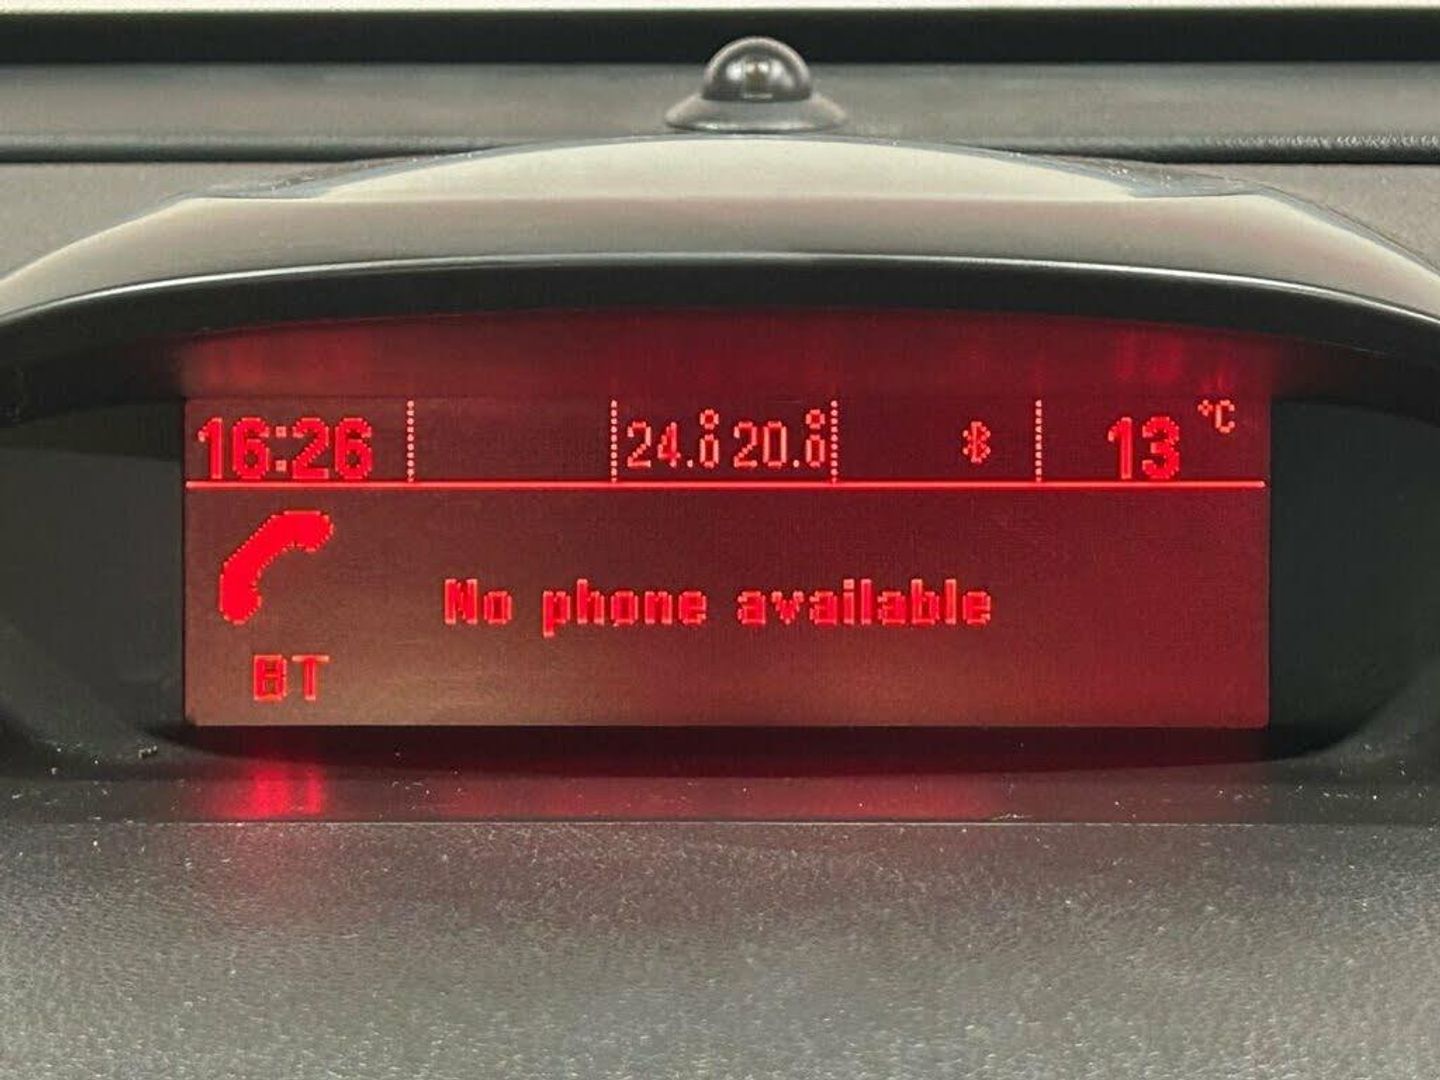 16:26 24.0° 20.0° 13 °C
No phone available
BT